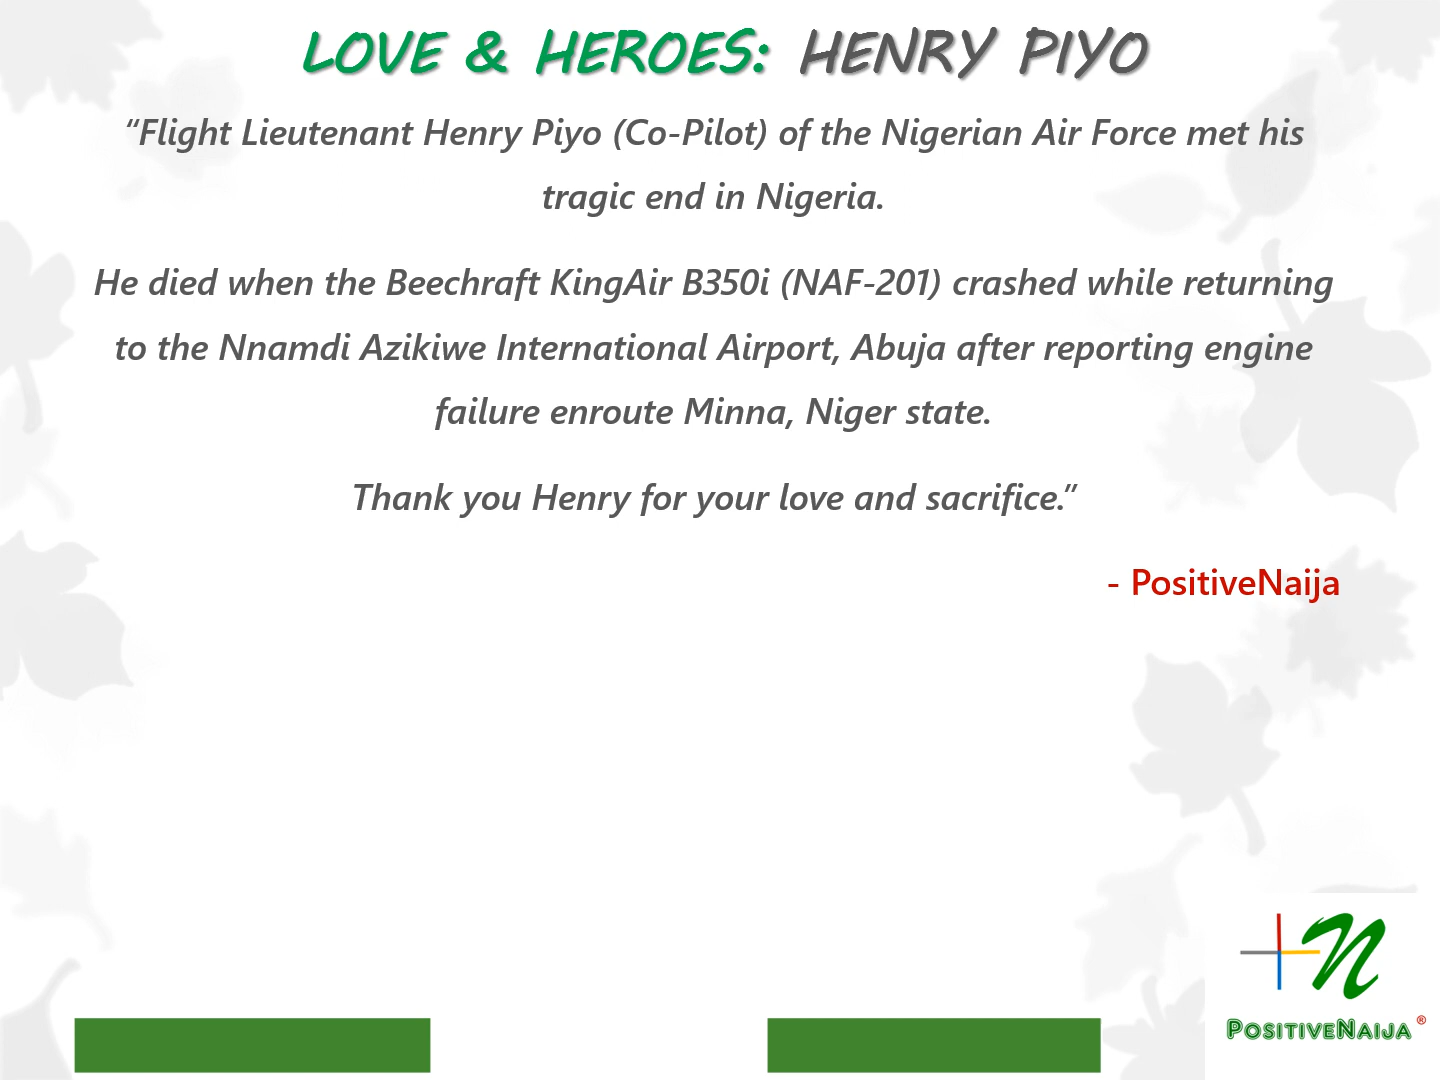 LOVE & HEROES: HENRY PIYO
“Flight Lieutenant Henry Piyo (Co-Pilot) of the Nigerian Air Force met his
tragic end in Nigeria.
He died when the Beechraft KingAir B350i (NAF-201) crashed while returning
to the Nnamdi Azikiwe International Airport, Abuja after reporting engine
failure enroute Minna, Niger state.
Thank you Henry for your love and sacrifice.”
- PositiveNaija
+N
POSITIVENAIJA®